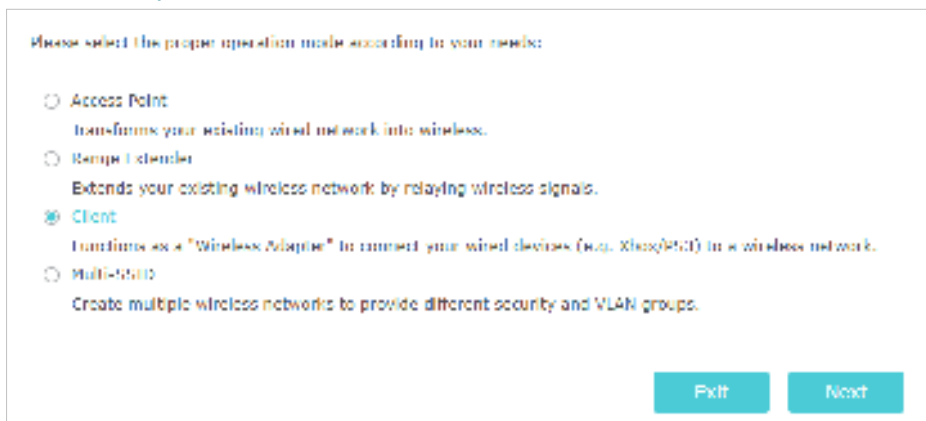 Please select the proper operation mode according to your needs:
Access Point
Transforms your existing wired network into wireless.
Range Extender
Extends your existing wireless network by relaying wireless signals.
Client
Functions as a "Wireless Adapter" to connect your wired devices (e.g. Xbox/PS3) to a wireless network.
Multi-SSID
Create multiple wireless networks to provide different security and VLAN groups.
Exit
Next